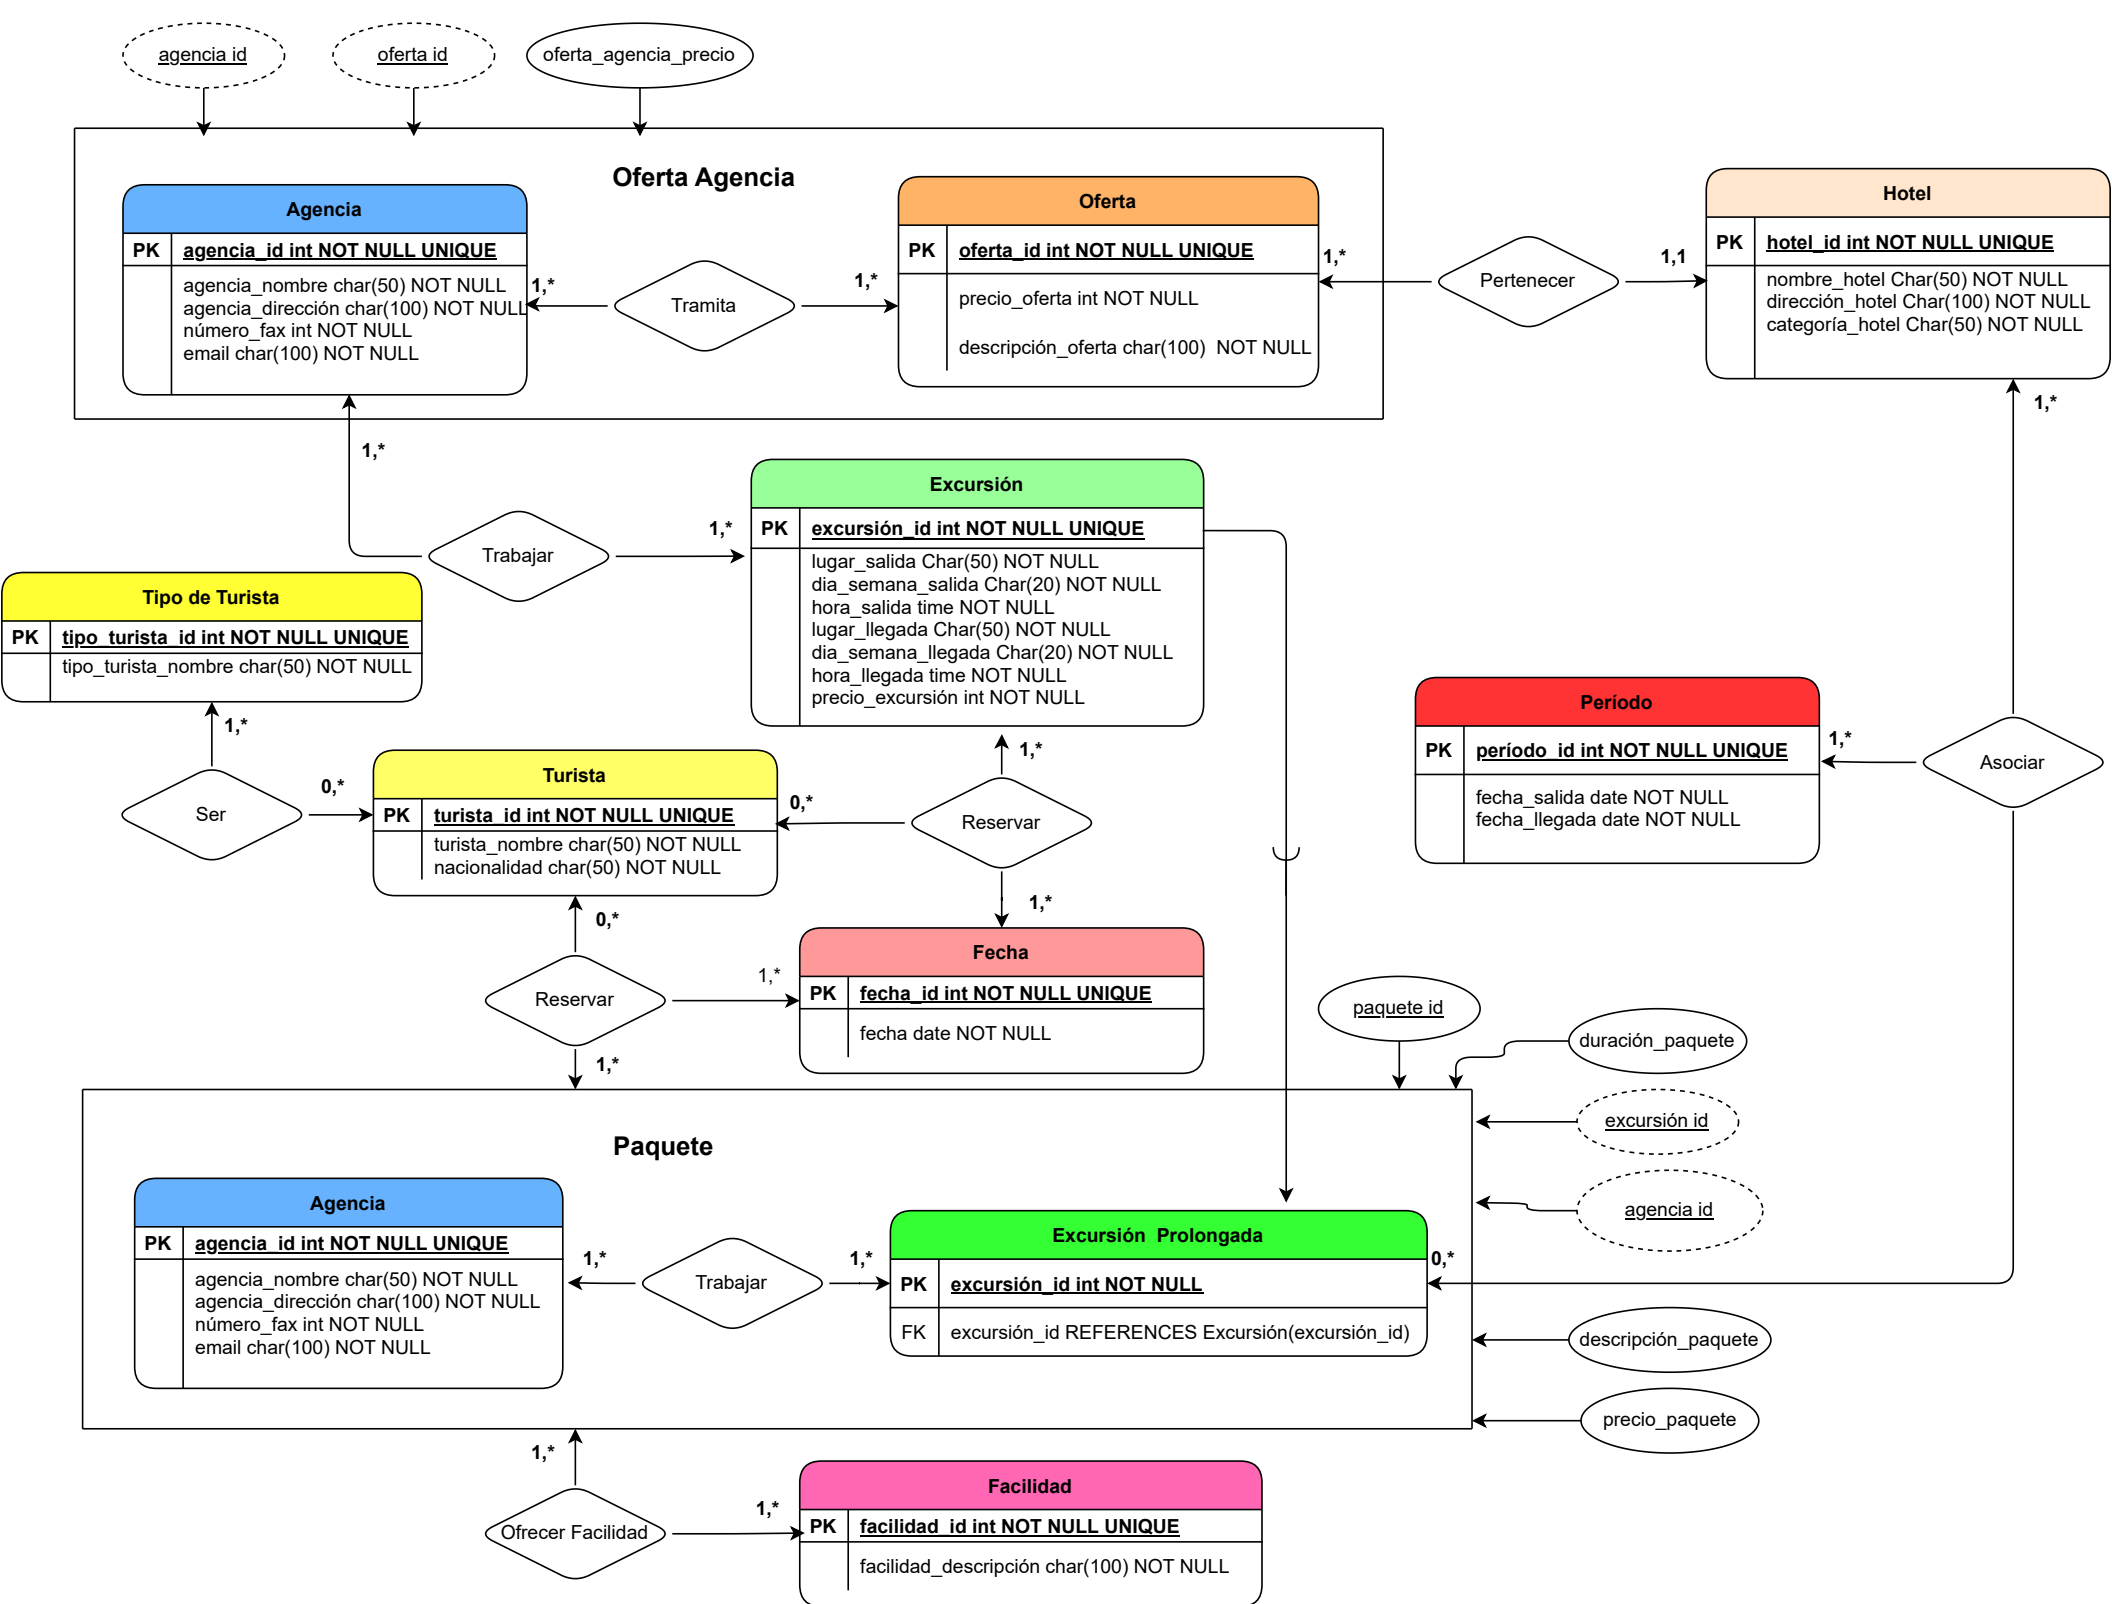 agencia id
oferta id
oferta_agencia_precio
Oferta Agencia
Agencia
PK agencia_id int NOT NULL UNIQUE
agencia_nombre char(50) NOT NULL
agencia_dirección char(100) NOT NULL
número_fax int NOT NULL
email char(100) NOT NULL
1,*
Tramita
1,*
Oferta
PK oferta_id int NOT NULL UNIQUE
precio_oferta int NOT NULL
descripción_oferta char(100) NOT NULL
1,*
Pertenecer
1,1
Hotel
PK hotel_id int NOT NULL UNIQUE
nombre_hotel Char(50) NOT NULL
dirección_hotel Char(100) NOT NULL
categoría_hotel Char(50) NOT NULL
1,*
1,*
Trabajar
1,*
Excursión
PK excursión_id int NOT NULL UNIQUE
lugar_salida Char(50) NOT NULL
dia_semana_salida Char(20) NOT NULL
hora_salida time NOT NULL
lugar_llegada Char(50) NOT NULL
dia_semana_llegada Char(20) NOT NULL
hora_llegada time NOT NULL
precio_excursión int NOT NULL
Tipo de Turista
PK tipo_turista_id int NOT NULL UNIQUE
tipo_turista_nombre char(50) NOT NULL
1,*
Ser
0,*
Turista
PK turista_id int NOT NULL UNIQUE
turista_nombre char(50) NOT NULL
nacionalidad char(50) NOT NULL
0,*
1,*
Reservar
1,*
Período
PK período_id int NOT NULL UNIQUE
fecha_salida date NOT NULL
fecha_llegada date NOT NULL
1,*
Asociar
0,*
Reservar
1,*
1,*
Fecha
PK fecha_id int NOT NULL UNIQUE
fecha date NOT NULL
paquete id
duración_paquete
excursión id
agencia id
Paquete
Agencia
PK agencia_id int NOT NULL UNIQUE
agencia_nombre char(50) NOT NULL
agencia_dirección char(100) NOT NULL
número_fax int NOT NULL
email char(100) NOT NULL
1,*
Trabajar
1,*
Excursión Prolongada
PK excursión_id int NOT NULL
FK excursión_id REFERENCES Excursión(excursión_id)
0,*
descripción_paquete
precio_paquete
1,*
Ofrecer Facilidad
1,*
Facilidad
PK facilidad_id int NOT NULL UNIQUE
facilidad_descripción char(100) NOT NULL